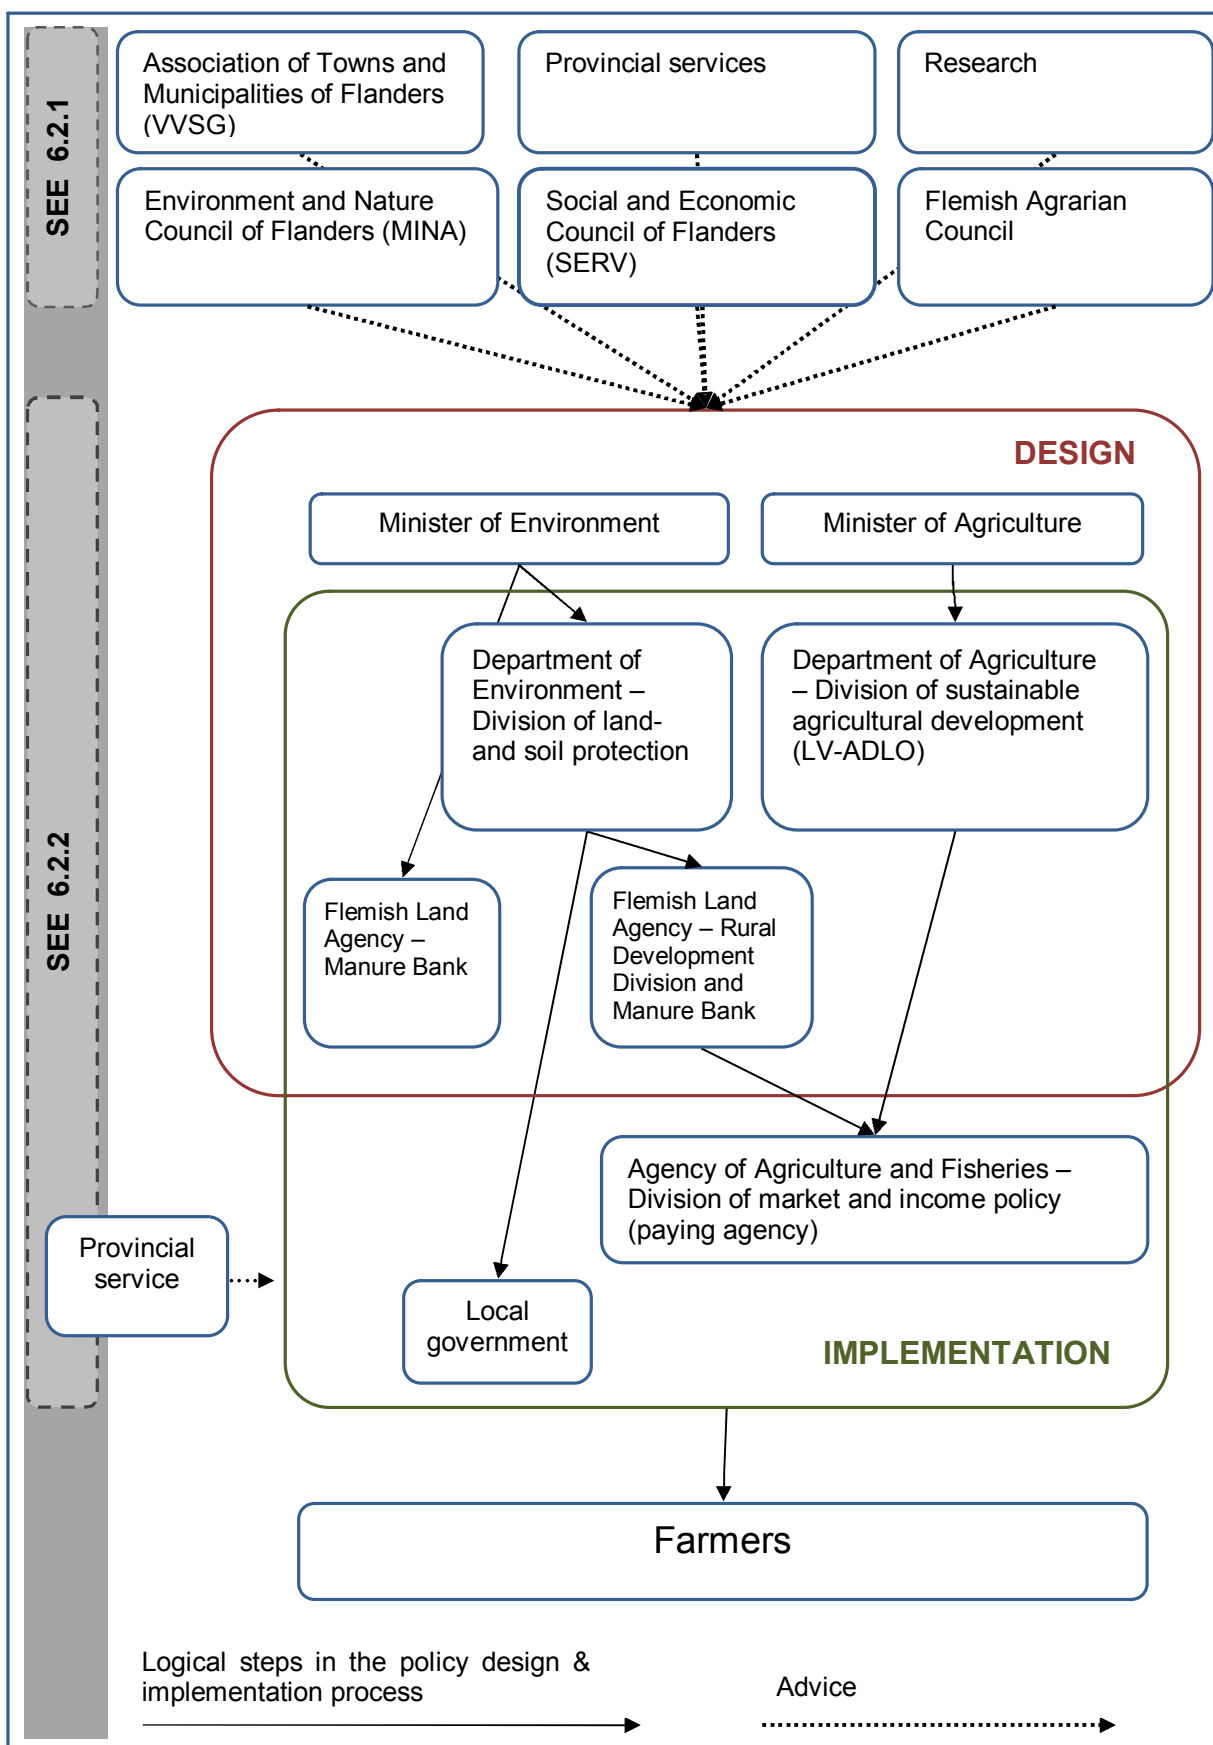 SEE 6.2.1
Association of Towns and
Municipalities of Flanders
(VVSG)
Provincial services
Research
Environment and Nature
Council of Flanders (MINA)
Social and Economic
Council of Flanders
(SERV)
Flemish Agrarian
Council
SEE 6.2.2
DESIGN
Minister of Environment
Minister of Agriculture
Department of
Environment –
Division of land-
and soil protection
Department of Agriculture
– Division of sustainable
agricultural development
(LV-ADLO)
Flemish Land
Agency –
Manure Bank
Flemish Land
Agency – Rural
Development
Division and
Manure Bank
Agency of Agriculture and Fisheries –
Division of market and income policy
(paying agency)
Provincial
service
Local
government
IMPLEMENTATION
Farmers
Logical steps in the policy design &
implementation process
Advice